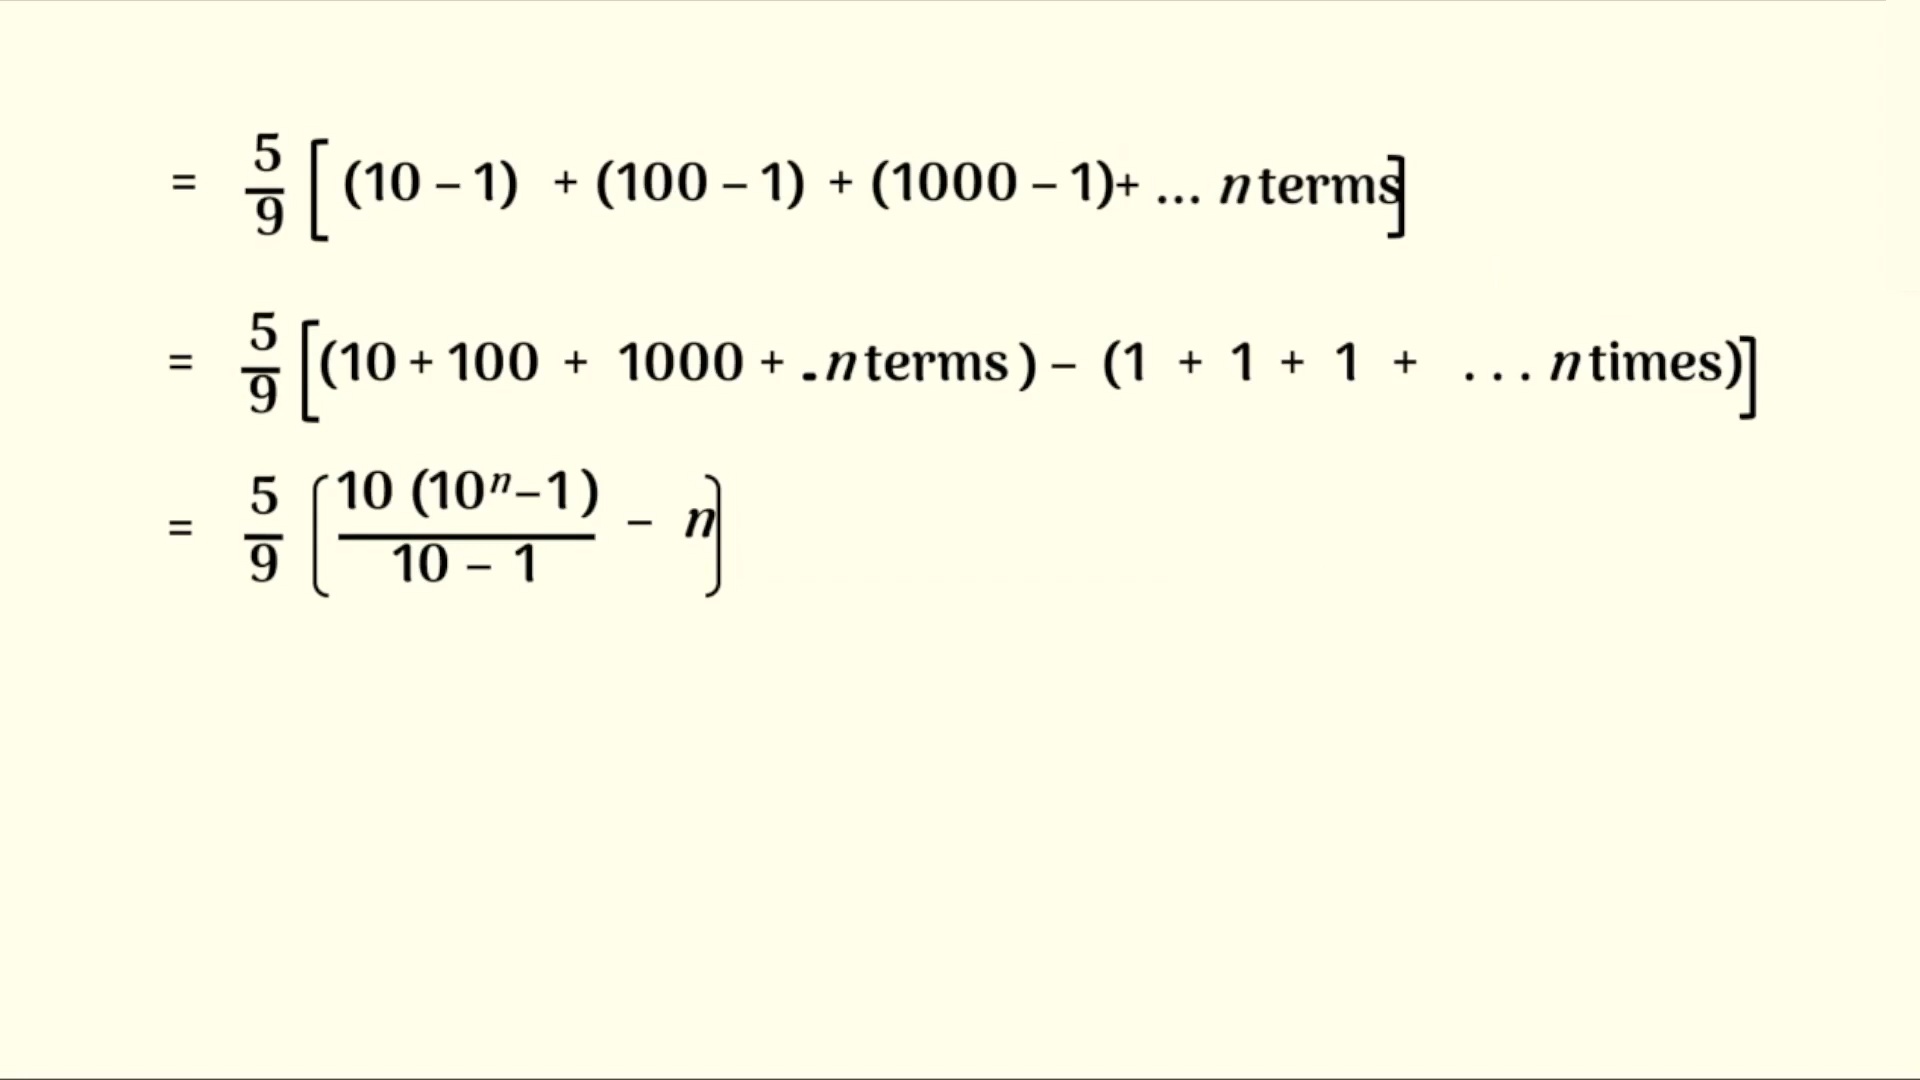 = 5/9 [ (10 – 1) + (100 – 1) + (1000 – 1)+ ... n terms]
= 5/9 [(10 + 100 + 1000 + . n terms ) – (1 + 1 + 1 + . . . n times)]
= 5/9 [10 (10ⁿ – 1)/10 – 1 – n]